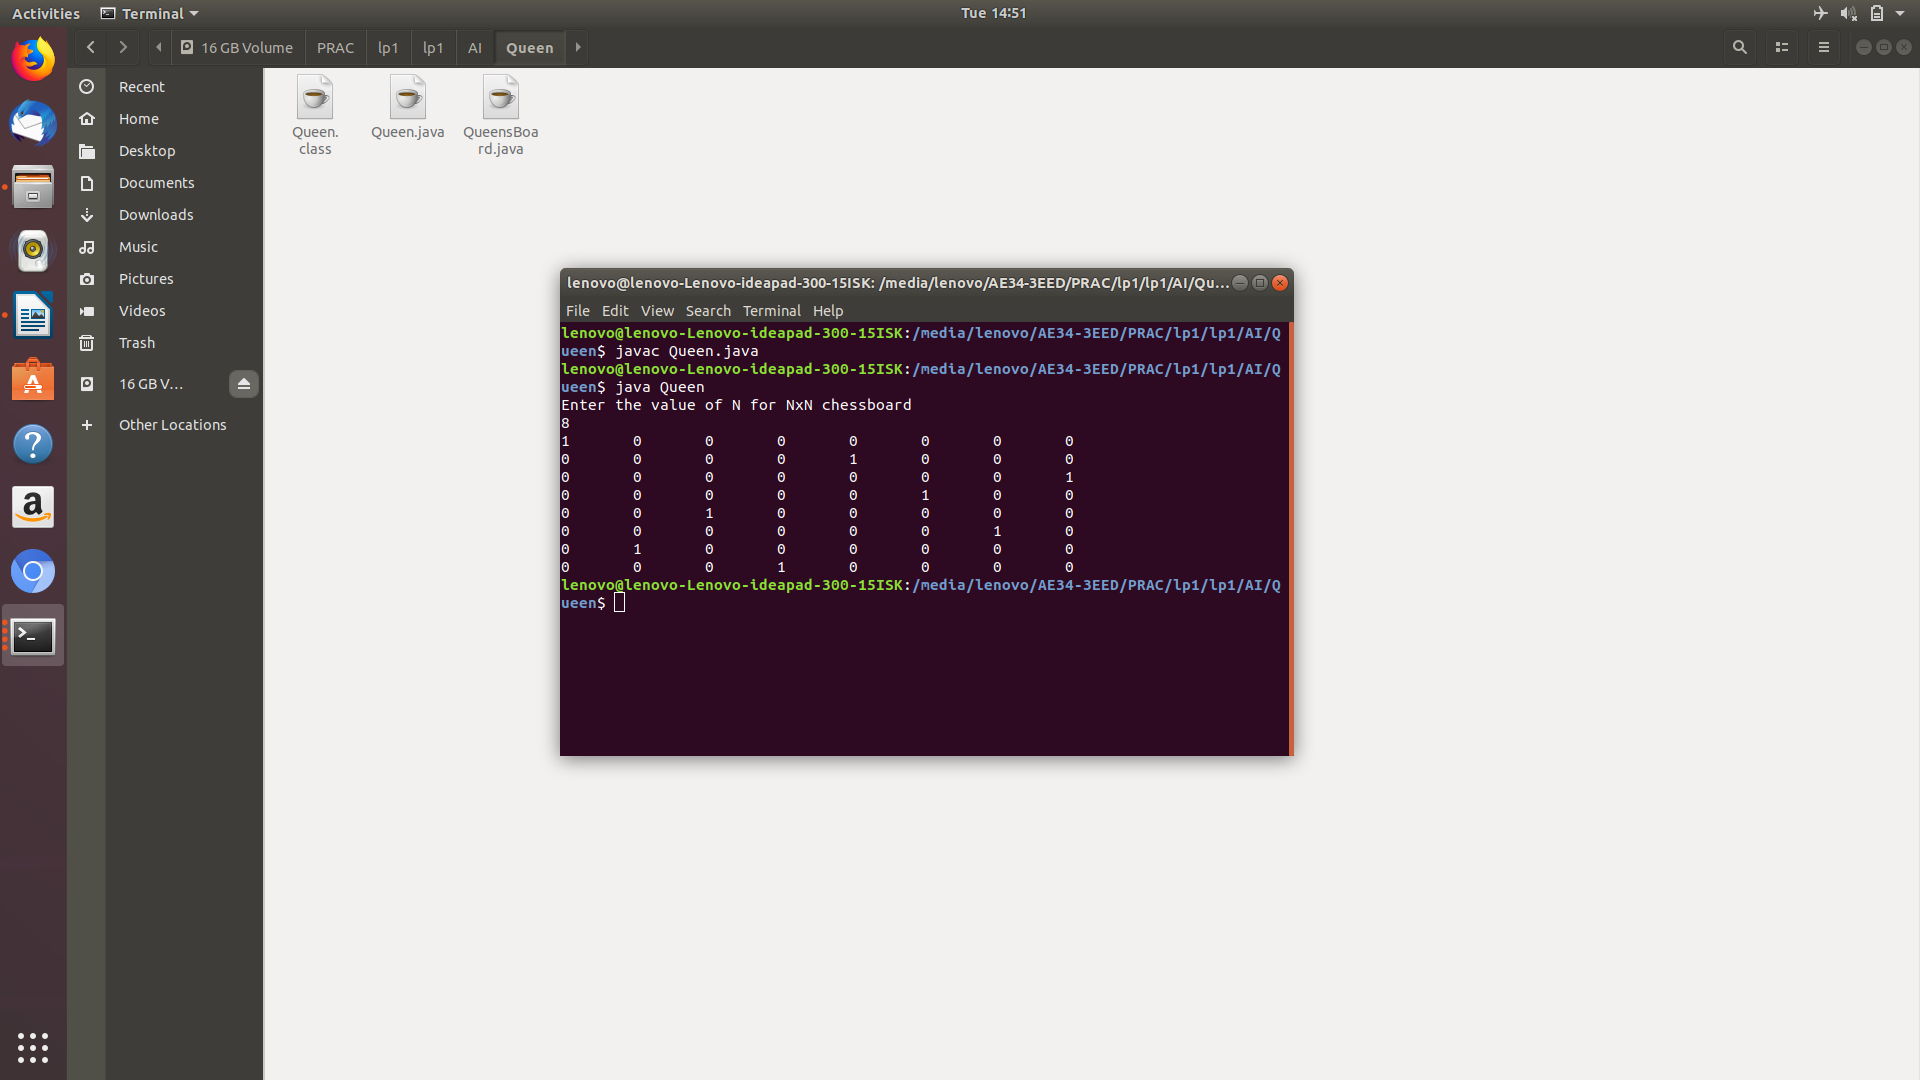 Activities Terminal Tue 14:51
16 GB Volume PRAC lp1 lp1 AI Queen
Recent
Home
Desktop
Documents
Downloads
Music
Pictures
Videos
Trash
16 GB V…
Other Locations
Queen.
class
Queen.java
QueensBoa
rd.java
lenovo@lenovo-Lenovo-ideapad-300-15ISK: /media/lenovo/AE34-3EED/PRAC/lp1/lp1/AI/Qu…
File Edit View Search Terminal Help
lenovo@lenovo-Lenovo-ideapad-300-15ISK:/media/lenovo/AE34-3EED/PRAC/lp1/lp1/AI/Q
ueen$ javac Queen.java
lenovo@lenovo-Lenovo-ideapad-300-15ISK:/media/lenovo/AE34-3EED/PRAC/lp1/lp1/AI/Q
ueen$ java Queen
Enter the value of N for NxN chessboard
8
1 0 0 0 0 0 0 0
0 0 0 0 1 0 0 0
0 0 0 0 0 0 0 1
0 0 0 0 0 1 0 0
0 0 1 0 0 0 0 0
0 0 0 0 0 0 1 0
0 1 0 0 0 0 0 0
0 0 0 1 0 0 0 0
lenovo@lenovo-Lenovo-ideapad-300-15ISK:/media/lenovo/AE34-3EED/PRAC/lp1/lp1/AI/Q
ueen$